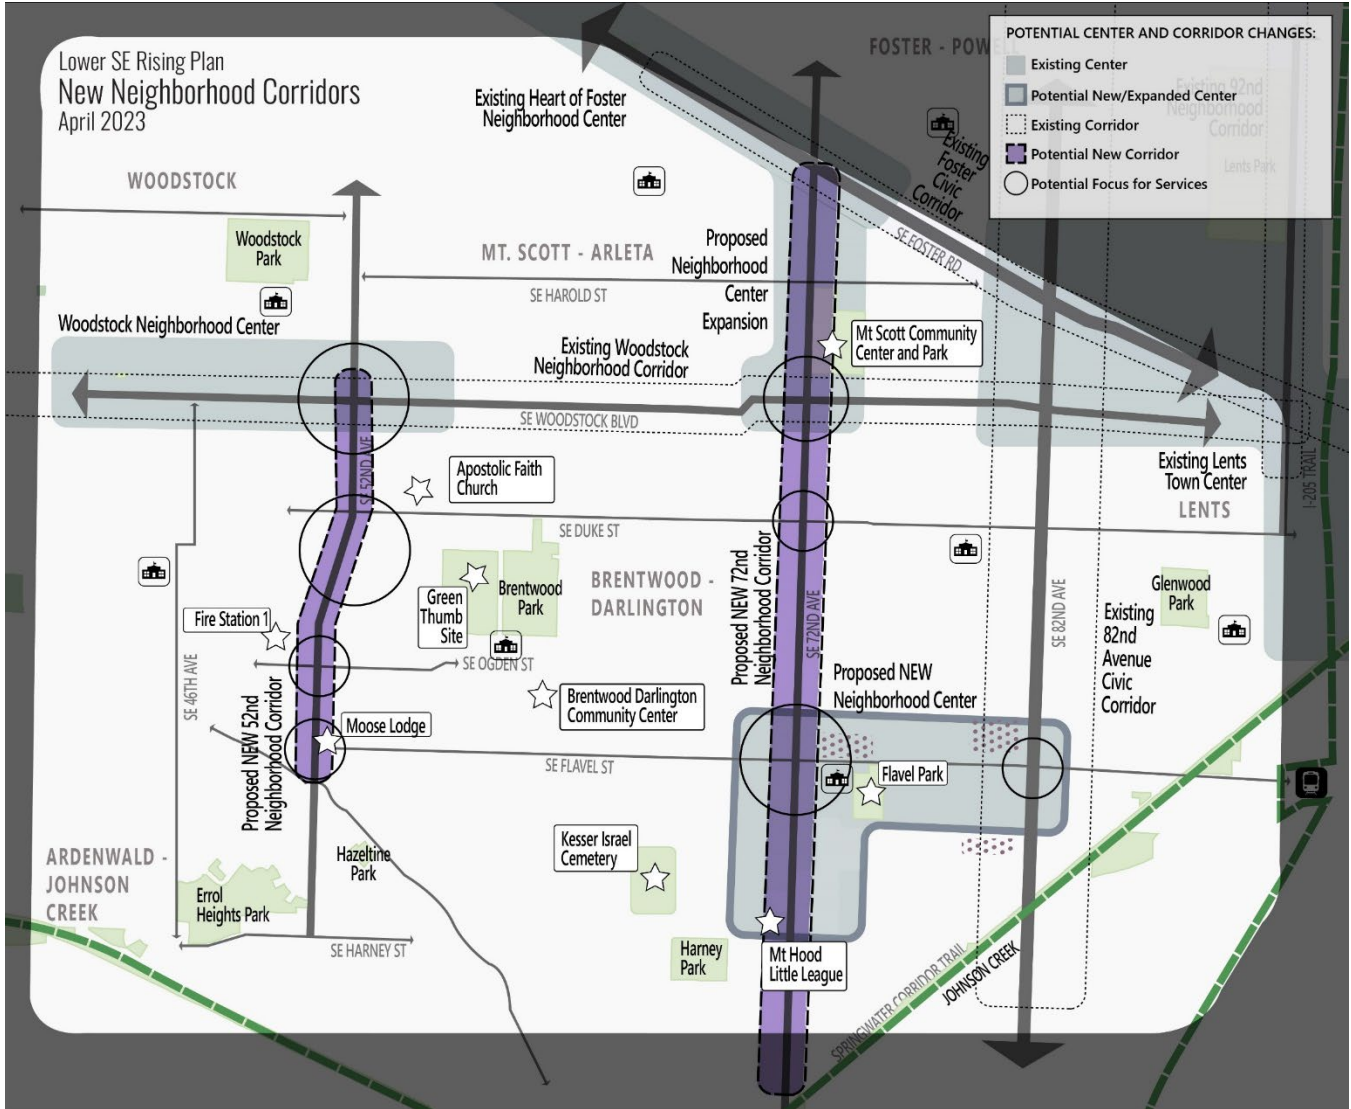 Lower SE Rising Plan
New Neighborhood Corridors
April 2023
POTENTIAL CENTER AND CORRIDOR CHANGES:
Existing Center
Potential New/Expanded Center
Existing Corridor
Potential New Corridor
Potential Focus for Services
FOSTER - POWELL
Existing 92nd
Neighborhood
Corridor
Lents Park
Existing Heart of Foster
Neighborhood Center
Existing
Foster
Civic
Corridor
WOODSTOCK
Woodstock
Park
MT. SCOTT - ARLETA
Proposed
Neighborhood
Center
Expansion
SE FOSTER RD
SE HAROLD ST
Woodstock Neighborhood Center
Existing Woodstock
Neighborhood Corridor
Mt Scott Community
Center and Park
SE WOODSTOCK BLVD
SE 52ND AVE
Apostolic Faith
Church
Existing Lents
Town Center
LENTS
I-205 TRAIL
SE DUKE ST
Green
Thumb
Site
Brentwood
Park
BRENTWOOD -
DARLINGTON
Proposed NEW 72nd
Neighborhood Corridor
SE 72ND AVE
SE 82ND AVE
Glenwood
Park
Existing
82nd
Avenue
Civic
Corridor
Fire Station 1
SE OGDEN ST
SE 46TH AVE
Proposed NEW 52nd
Neighborhood Corridor
Brentwood Darlington
Community Center
Proposed NEW
Neighborhood Center
Moose Lodge
SE FLAVEL ST
Flavel Park
Kesser Israel
Cemetery
Hazeltine
Park
ARDENWALD -
JOHNSON
CREEK
Errol
Heights Park
SE HARNEY ST
Harney
Park
Mt Hood
Little League
SPRINGWATER CORRIDOR TRAIL
JOHNSON CREEK